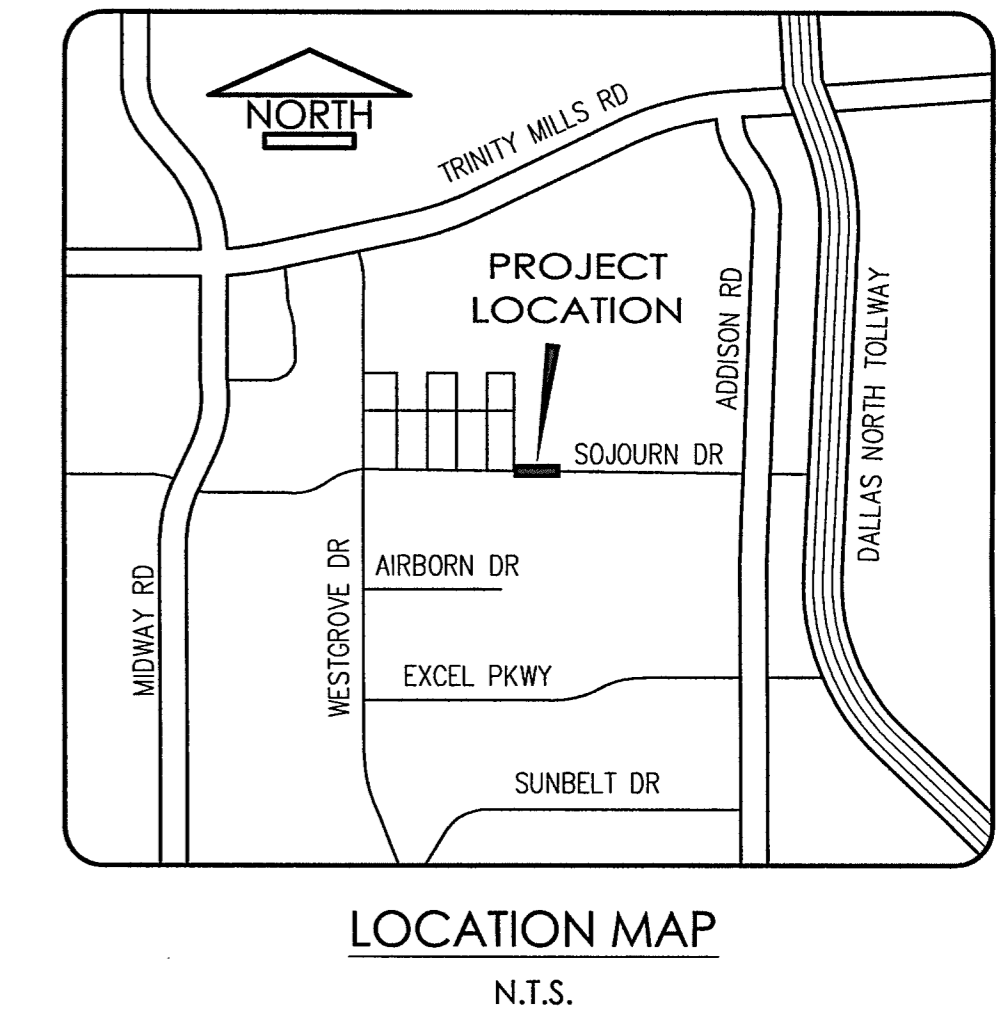 NORTH
TRINITY MILLS RD
PROJECT
LOCATION
ADDISON RD
DALLAS NORTH TOLLWAY
SOJOURN DR
AIRBORN DR
WESTGROVE DR
MIDWAY RD
EXCEL PKWY
SUNBELT DR
LOCATION MAP
N.T.S.